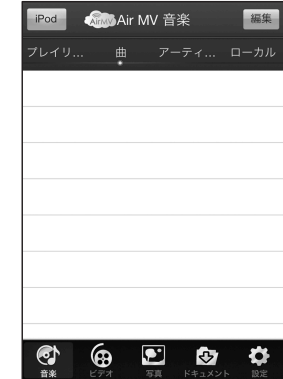 iPod AirMV Air MV 音楽 編集
プレイリ... 曲 アーティ... ローカル
音楽 ビデオ 写真 ドキュメント 設定